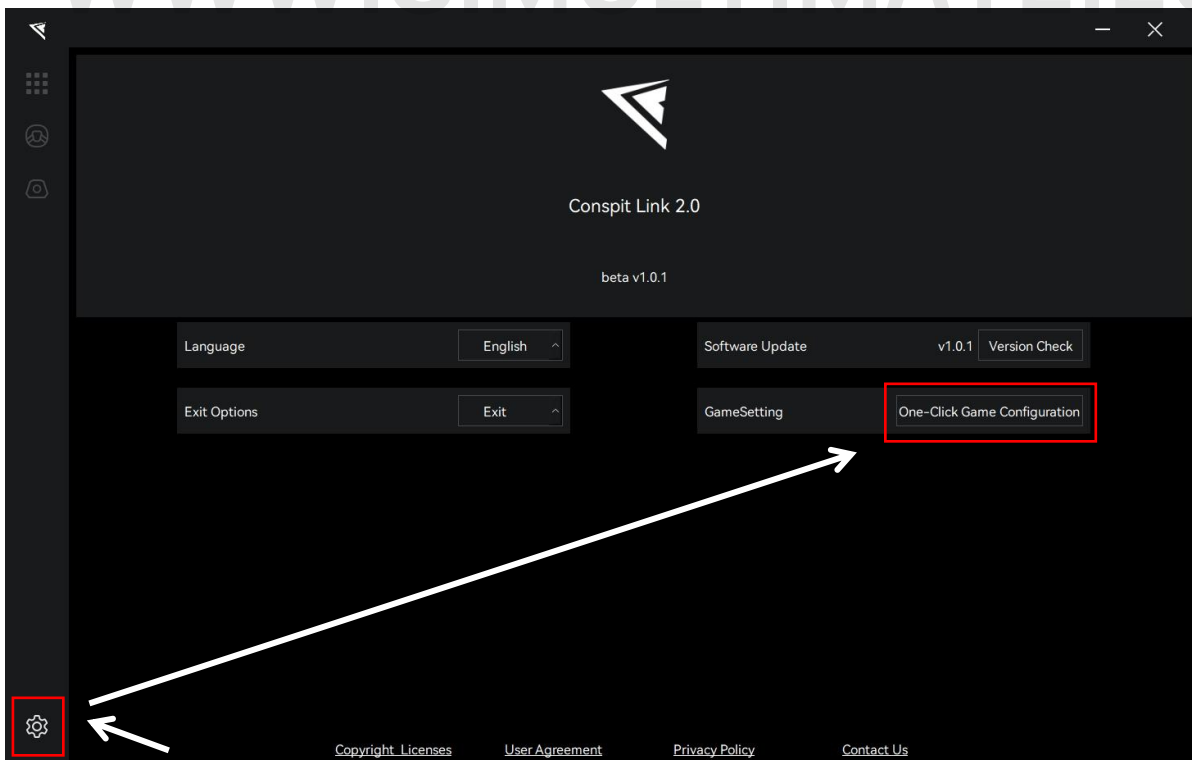 Conspit Link 2.0
beta v1.0.1
Language English Software Update v1.0.1 Version Check
Exit Options Exit GameSetting One-Click Game Configuration
Copyright Licenses User Agreement Privacy Policy Contact Us